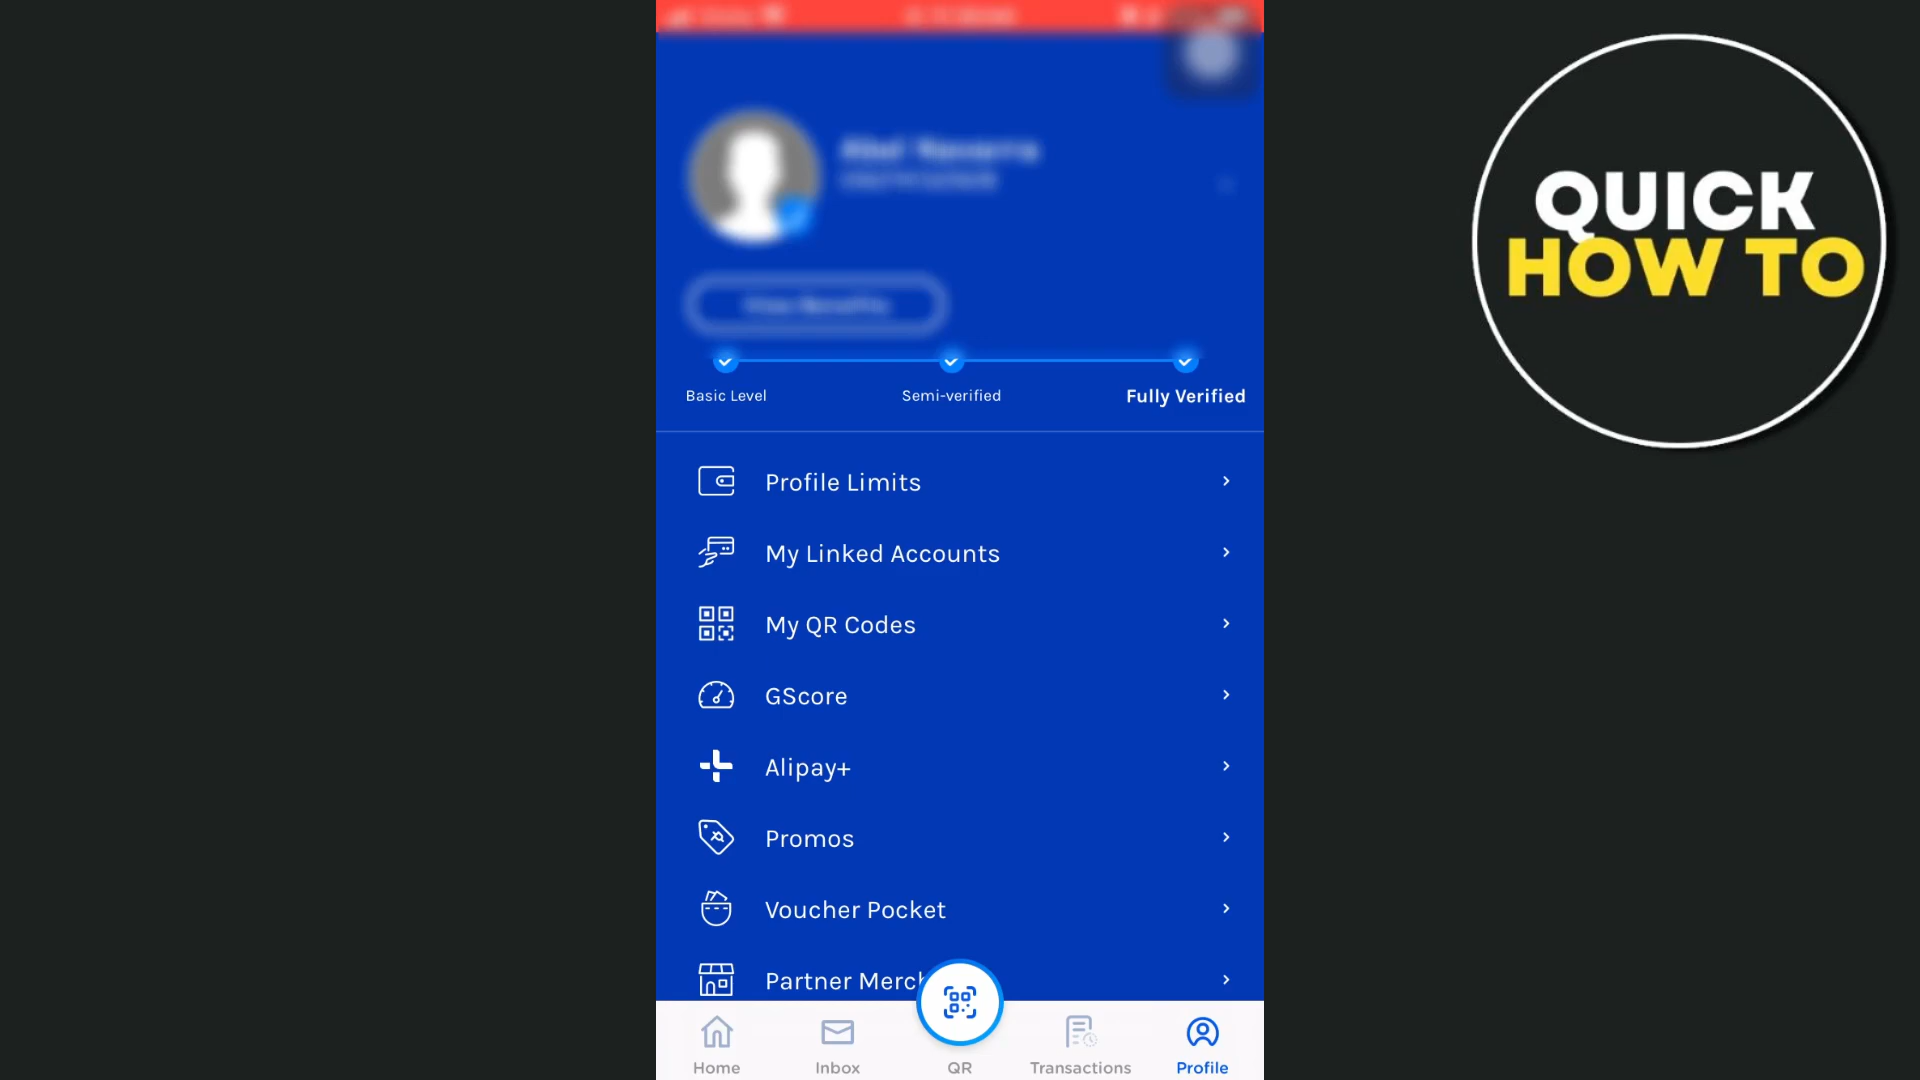 QUICK
HOW TO
Basic Level
Semi-verified
Fully Verified
Profile Limits
My Linked Accounts
My QR Codes
GScore
Alipay+
Promos
Voucher Pocket
Partner Merch
Home
Inbox
QR
Transactions
Profile